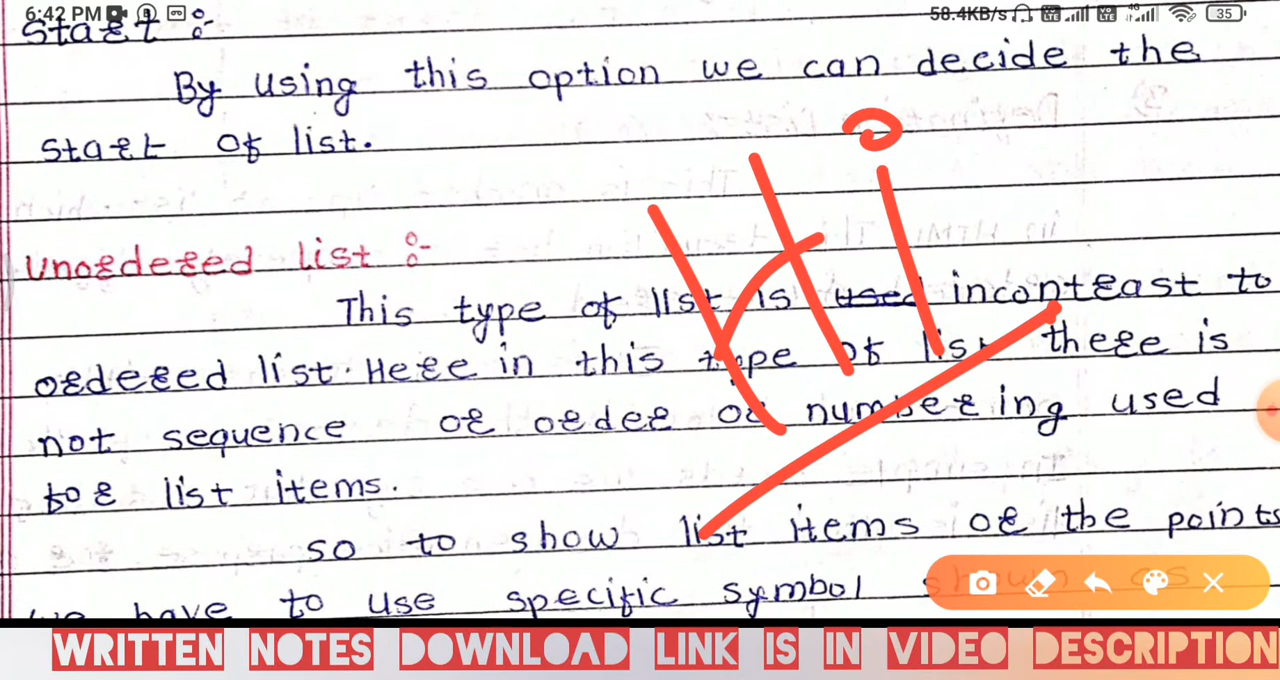 6:42 PM 58.4KB/s 35
Start :-
By using this option we can decide the
start of list.
Unordered list :-
This type of list is used incontrast to
ordered list. Here in this type of list there is
not sequence or order or numbering used
for list items.
so to show list items or the points
we have to use specific symbol shown as
Hi
WRITTEN NOTES DOWNLOAD LINK IS IN VIDEO DESCRIPTION